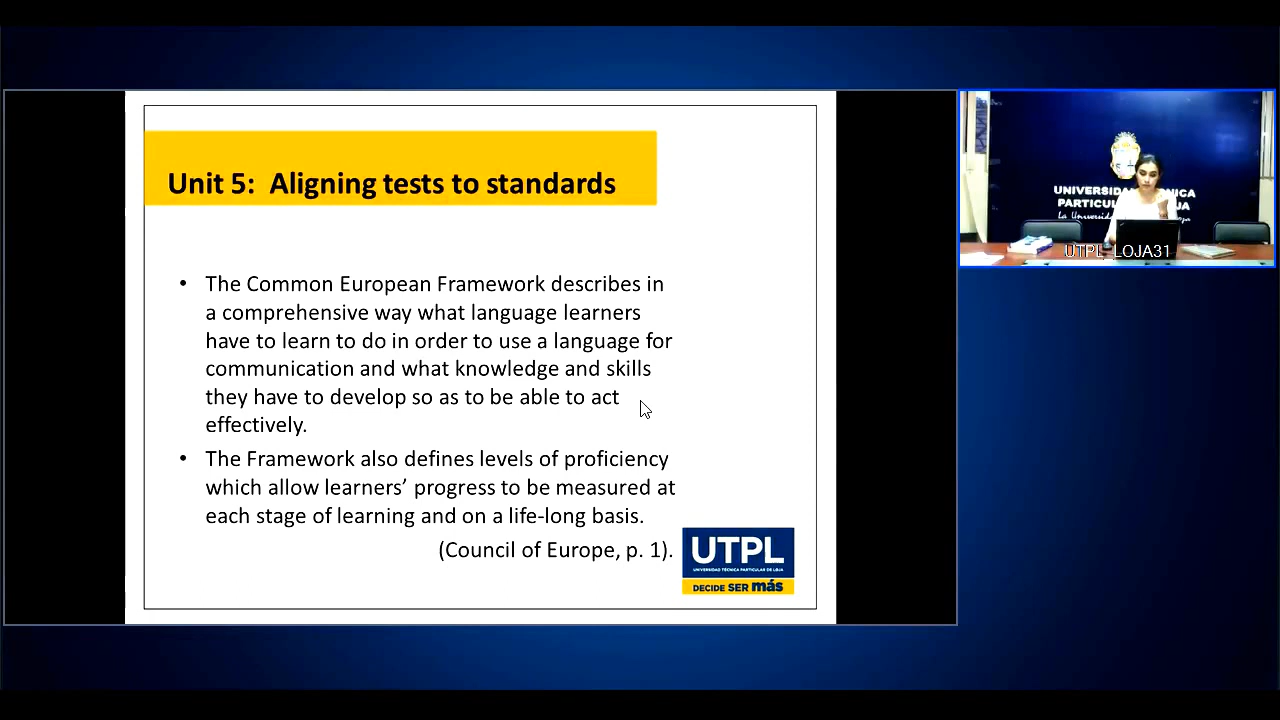 Unit 5: Aligning tests to standards
• The Common European Framework describes in
a comprehensive way what language learners
have to learn to do in order to use a language for
communication and what knowledge and skills
they have to develop so as to be able to act
effectively.
• The Framework also defines levels of proficiency
which allow learners’ progress to be measured at
each stage of learning and on a life-long basis.
(Council of Europe, p. 1).
UTPL
UNIVERSIDAD TÉCNICA PARTICULAR DE LOJA
DECIDE SER más
UTPL_LOJA31